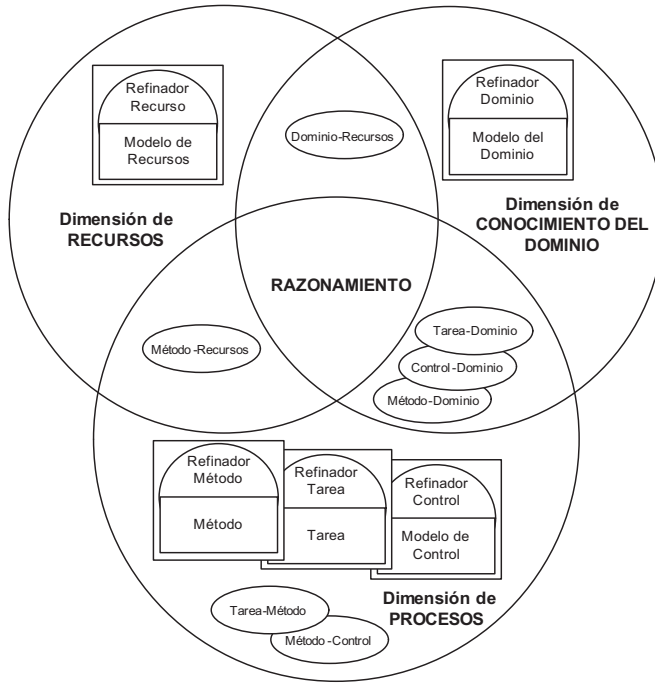 Refinador
Recurso
Modelo de
Recursos
Dimensión de
RECURSOS
Dominio-Recursos
Refinador
Dominio
Modelo del
Dominio
Dimensión de
CONOCIMIENTO DEL
DOMINIO
RAZONAMIENTO
Método-Recursos
Tarea-Dominio
Control-Dominio
Método-Dominio
Refinador
Método
Método
Refinador
Tarea
Tarea
Refinador
Control
Modelo de
Control
Dimensión de
PROCESOS
Tarea-Método
Método-Control